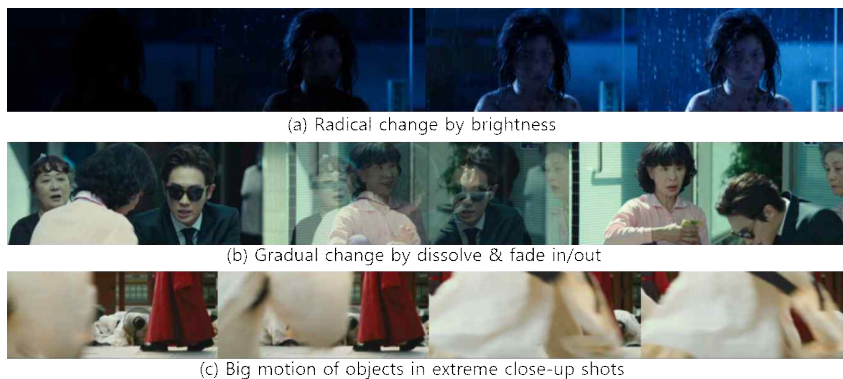 (a) Radical change by brightness
(b) Gradual change by dissolve & fade in/out
(c) Big motion of objects in extreme close-up shots